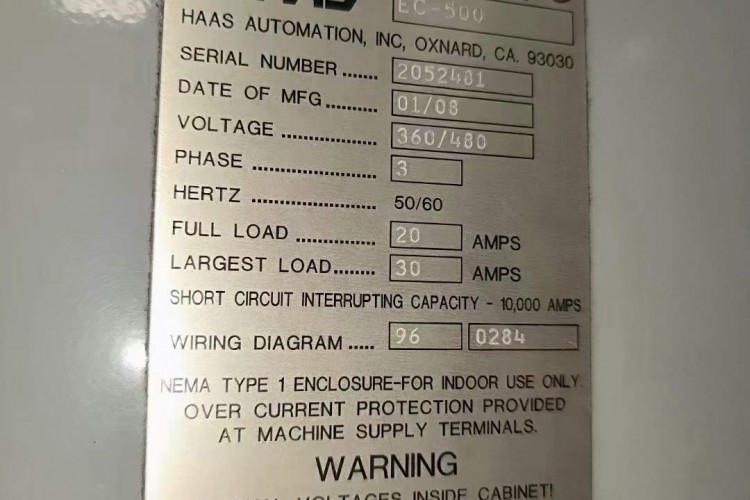 EC-500
HAAS AUTOMATION, INC, OXNARD, CA. 93030
SERIAL NUMBER ....... 2052481
DATE OF MFG.......... 01/08
VOLTAGE ................. 360/480
PHASE ...................... 3
HERTZ ...................... 50/60
FULL LOAD .............. 20 AMPS
LARGEST LOAD........ 30 AMPS
SHORT CIRCUIT INTERRUPTING CAPACITY - 10,000 AMPS
WIRING DIAGRAM ..... 96 0284
NEMA TYPE 1 ENCLOSURE-FOR INDOOR USE ONLY.
OVER CURRENT PROTECTION PROVIDED
AT MACHINE SUPPLY TERMINALS.
WARNING
VOLTAGES INSIDE CABINET!